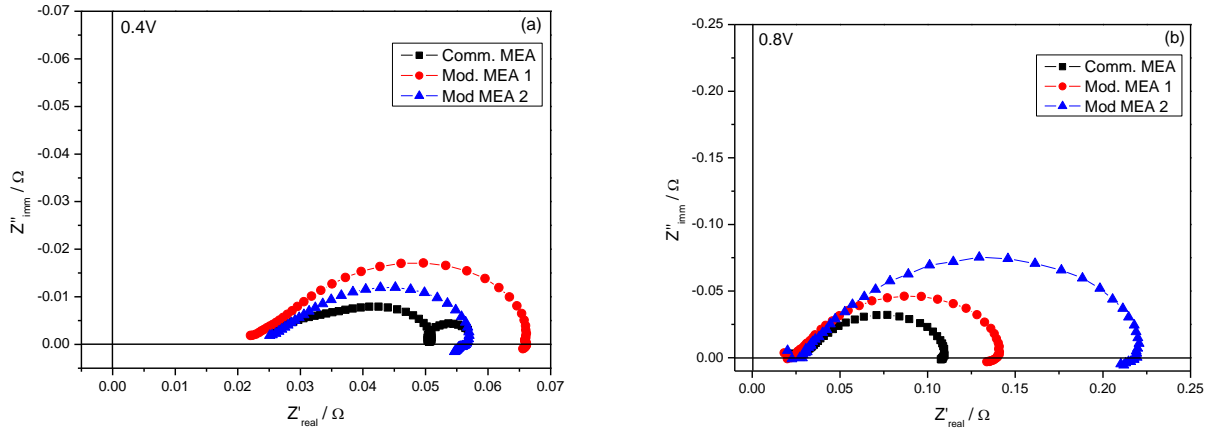 0.4V
(a)
Comm. MEA
Mod. MEA 1
Mod MEA 2
-0.07
-0.06
-0.05
-0.04
-0.03
-0.02
-0.01
0.00
Z''imm / Ω
0.00 0.01 0.02 0.03 0.04 0.05 0.06 0.07
Z'real / Ω
0.8V
(b)
Comm. MEA
Mod. MEA 1
Mod MEA 2
-0.25
-0.20
-0.15
-0.10
-0.05
0.00
Z''imm / Ω
0.00 0.05 0.10 0.15 0.20 0.25
Z'real / Ω